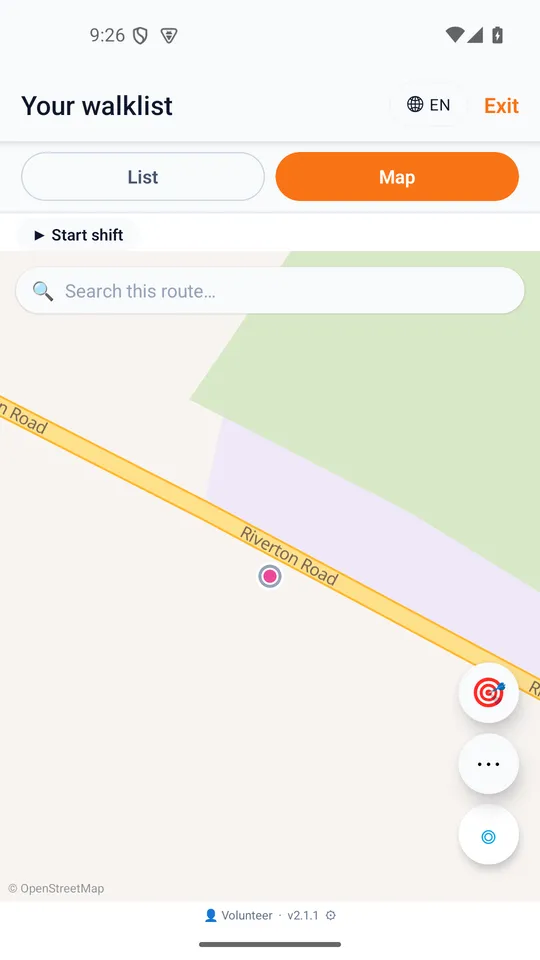 9:26
Your walklist
EN
Exit
List
Map
▶ Start shift
Search this route…
n Road
Riverton Road
Ri
© OpenStreetMap
Volunteer · v2.1.1